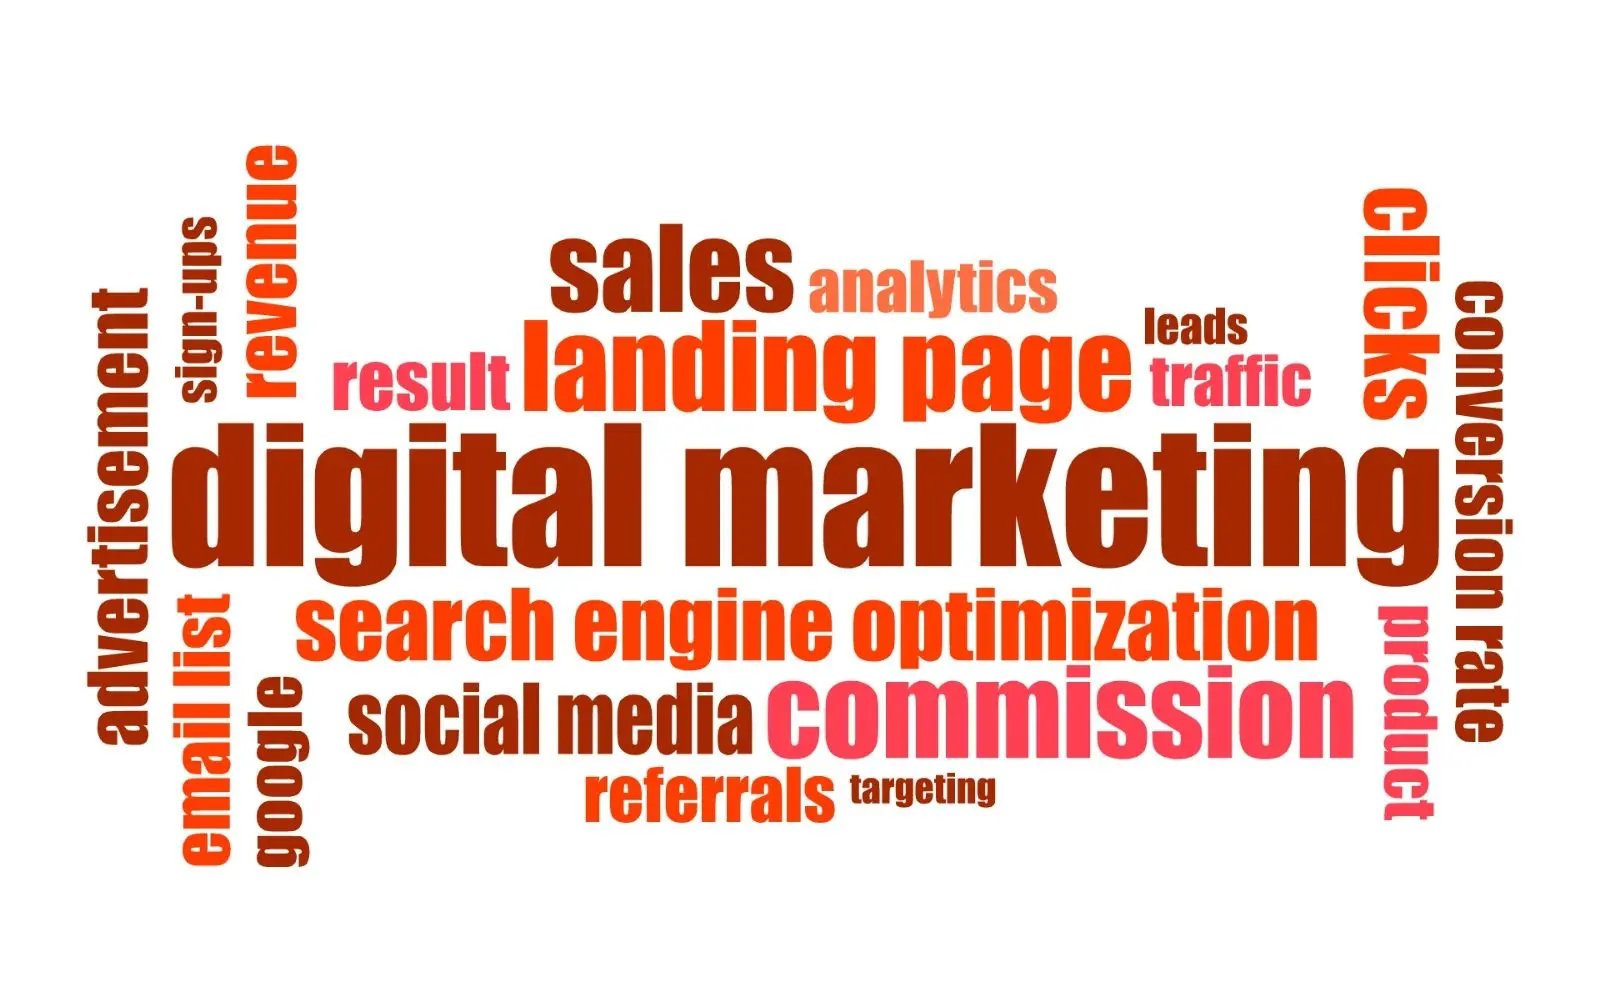 advertisement
sign-ups
revenue
sales
analytics
leads
result
landing page
traffic
clicks
conversion rate
digital marketing
search engine optimization
email list
google
social media
commission
product
referrals
targeting